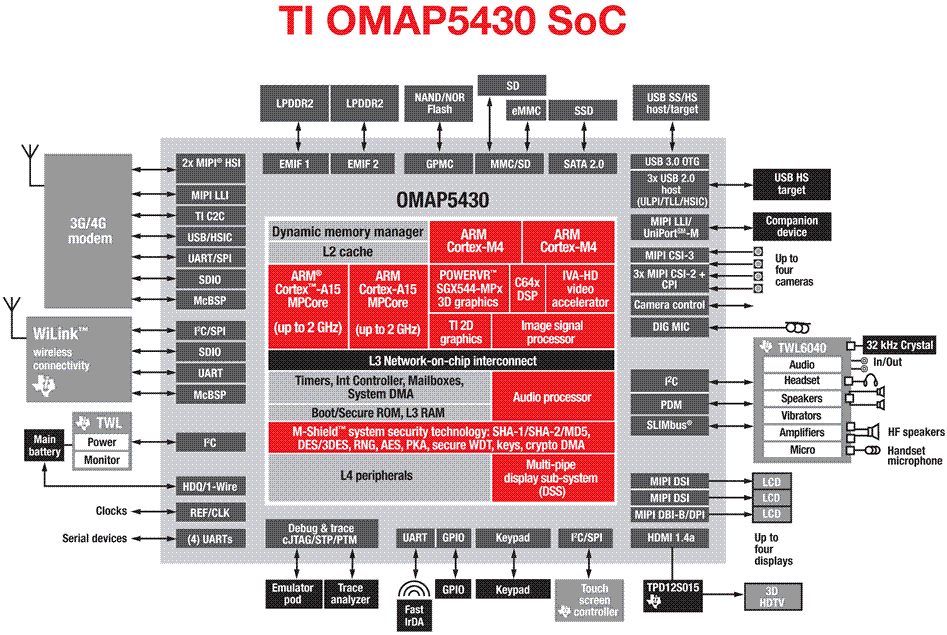 TI OMAP5430 SoC
LPDDR2
LPDDR2
NAND/NOR
Flash
SD
eMMC
SSD
USB SS/HS
host/target
EMIF 1
EMIF 2
GPMC
MMC/SD
SATA 2.0
USB 3.0 OTG
3x USB 2.0
host
(ULPI/TLL/HSIC)
USB HS
target
MIPI LLI/
UniPort℠-M
Companion
device
MIPI CSI-3
3x MIPI CSI-2 +
CPI
Up to
four
cameras
Camera control
DIG MIC
3G/4G
modem
2x MIPI® HSI
MIPI LLI
TI C2C
USB/HSIC
UART/SPI
SDIO
McBSP
WiLink™
wireless
connectivity
I²C/SPI
SDIO
UART
McBSP
TWL
Power
Monitor
Main
battery
I²C
HDQ/1-Wire
Clocks
REF/CLK
Serial devices
(4) UARTs
OMAP5430
Dynamic memory manager
L2 cache
ARM
Cortex-M4
ARM
Cortex-M4
ARM®
Cortex™-A15
MPCore
(up to 2 GHz)
ARM
Cortex-A15
MPCore
(up to 2 GHz)
POWERVR™
SGX544-MPx
3D graphics
C64x
DSP
IVA-HD
video
accelerator
TI 2D
graphics
Image signal
processor
L3 Network-on-chip interconnect
Timers, Int Controller, Mailboxes,
System DMA
Boot/Secure ROM, L3 RAM
Audio processor
M-Shield™ system security technology: SHA-1/SHA-2/MD5,
DES/3DES, RNG, AES, PKA, secure WDT, keys, crypto DMA
L4 peripherals
Multi-pipe
display sub-system
(DSS)
I²C
PDM
SLIMbus®
TWL6040
Audio
Headset
Speakers
Vibrators
Amplifiers
Micro
32 kHz Crystal
In/Out
HF speakers
Handset
microphone
MIPI DSI
MIPI DSI
MIPI DBI-B/DPI
LCD
LCD
LCD
Up to
four
displays
HDMI 1.4a
TPD12S015
3D
HDTV
Debug & trace
cJTAG/STP/PTM
UART
GPIO
Keypad
I²C/SPI
Emulator
pod
Trace
analyzer
Fast
IrDA
GPIO
Keypad
Touch
screen
controller